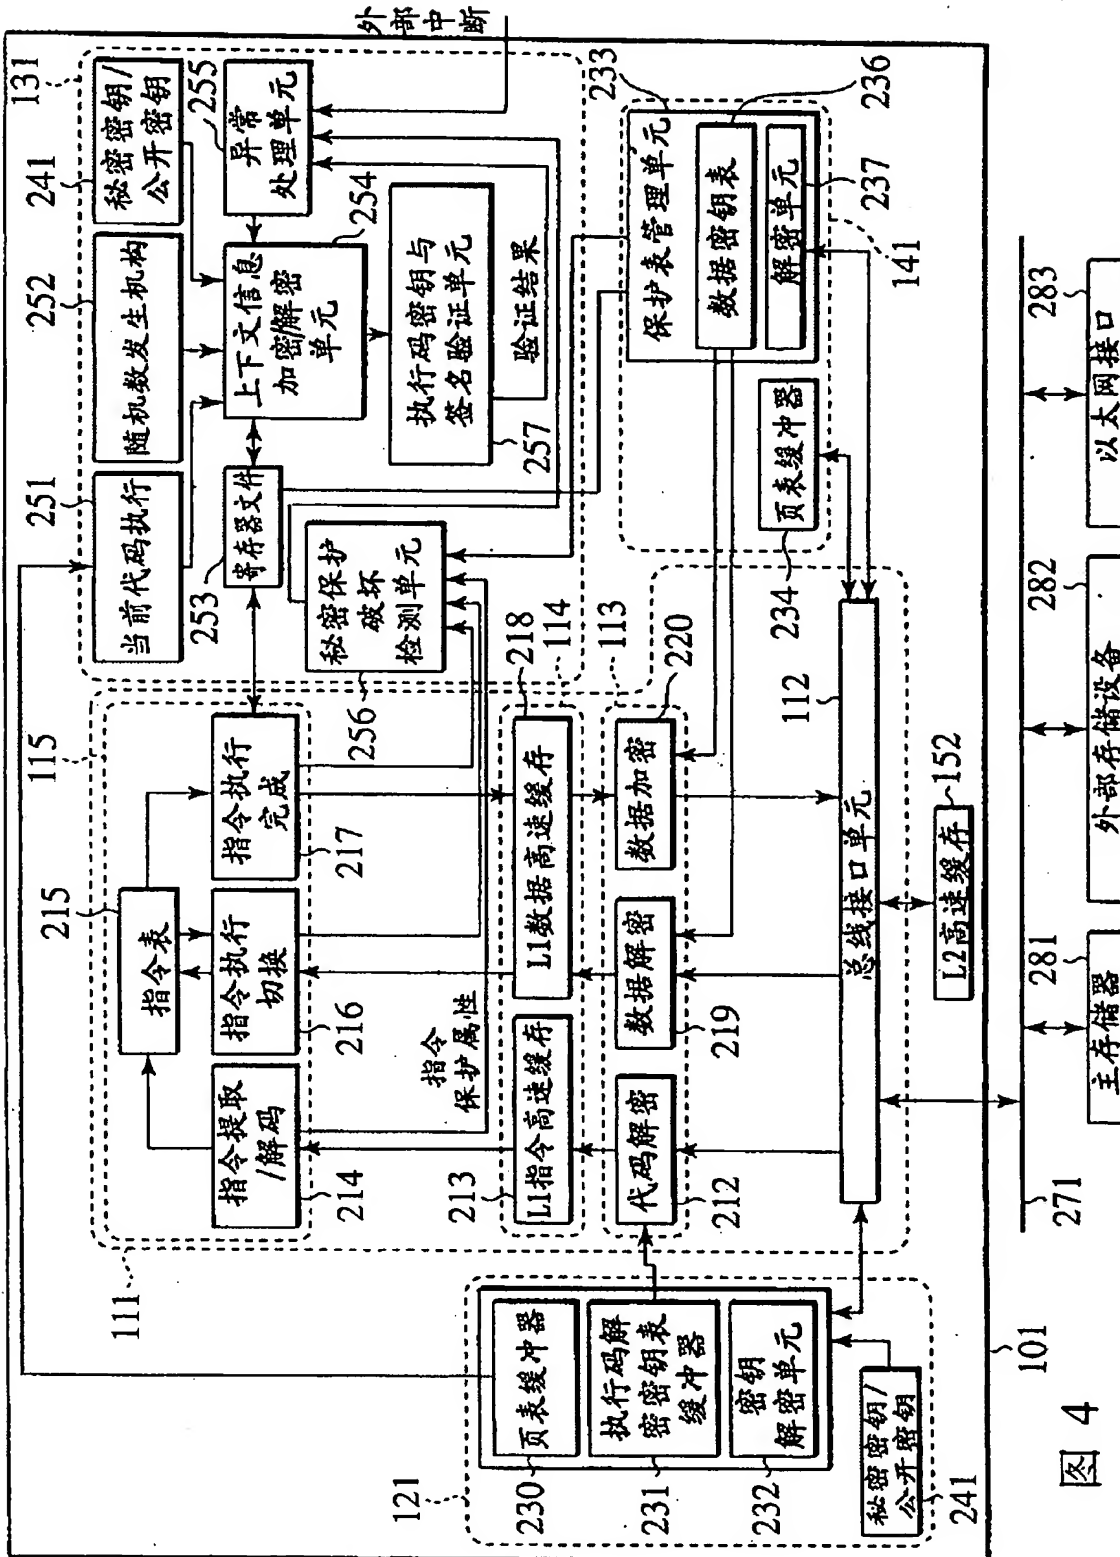 外部中断
131
241
秘密密钥/
公开密钥
252
随机数发生机构
251
当前代码执行
255
异常
处理单元
254
上下文信息
加密/解密
单元
253
寄存器文件
执行码密钥与
签名验证单元
257
验证结果
秘密保护
破坏
检测单元
256
115
215
指令表
指令提取
/解码
214
指令执行
切换
216
指令执行
完成
217
指令
保护属性
111
114
L1指令高速缓存
213
L1数据高速缓存
218
113
代码解密
212
数据解密
219
数据加密
220
233
保护表管理单元
236
数据密钥表
解密单元
237
141
页表缓冲器
234
112
总线接口单元
L2高速缓存
152
121
页表缓冲器
230
执行码解
密密钥表
缓冲器
231
密钥
解密单元
232
秘密密钥/
公开密钥
241
101
271
281
主存储器
282
外部存储设备
283
以太网接口
图 4